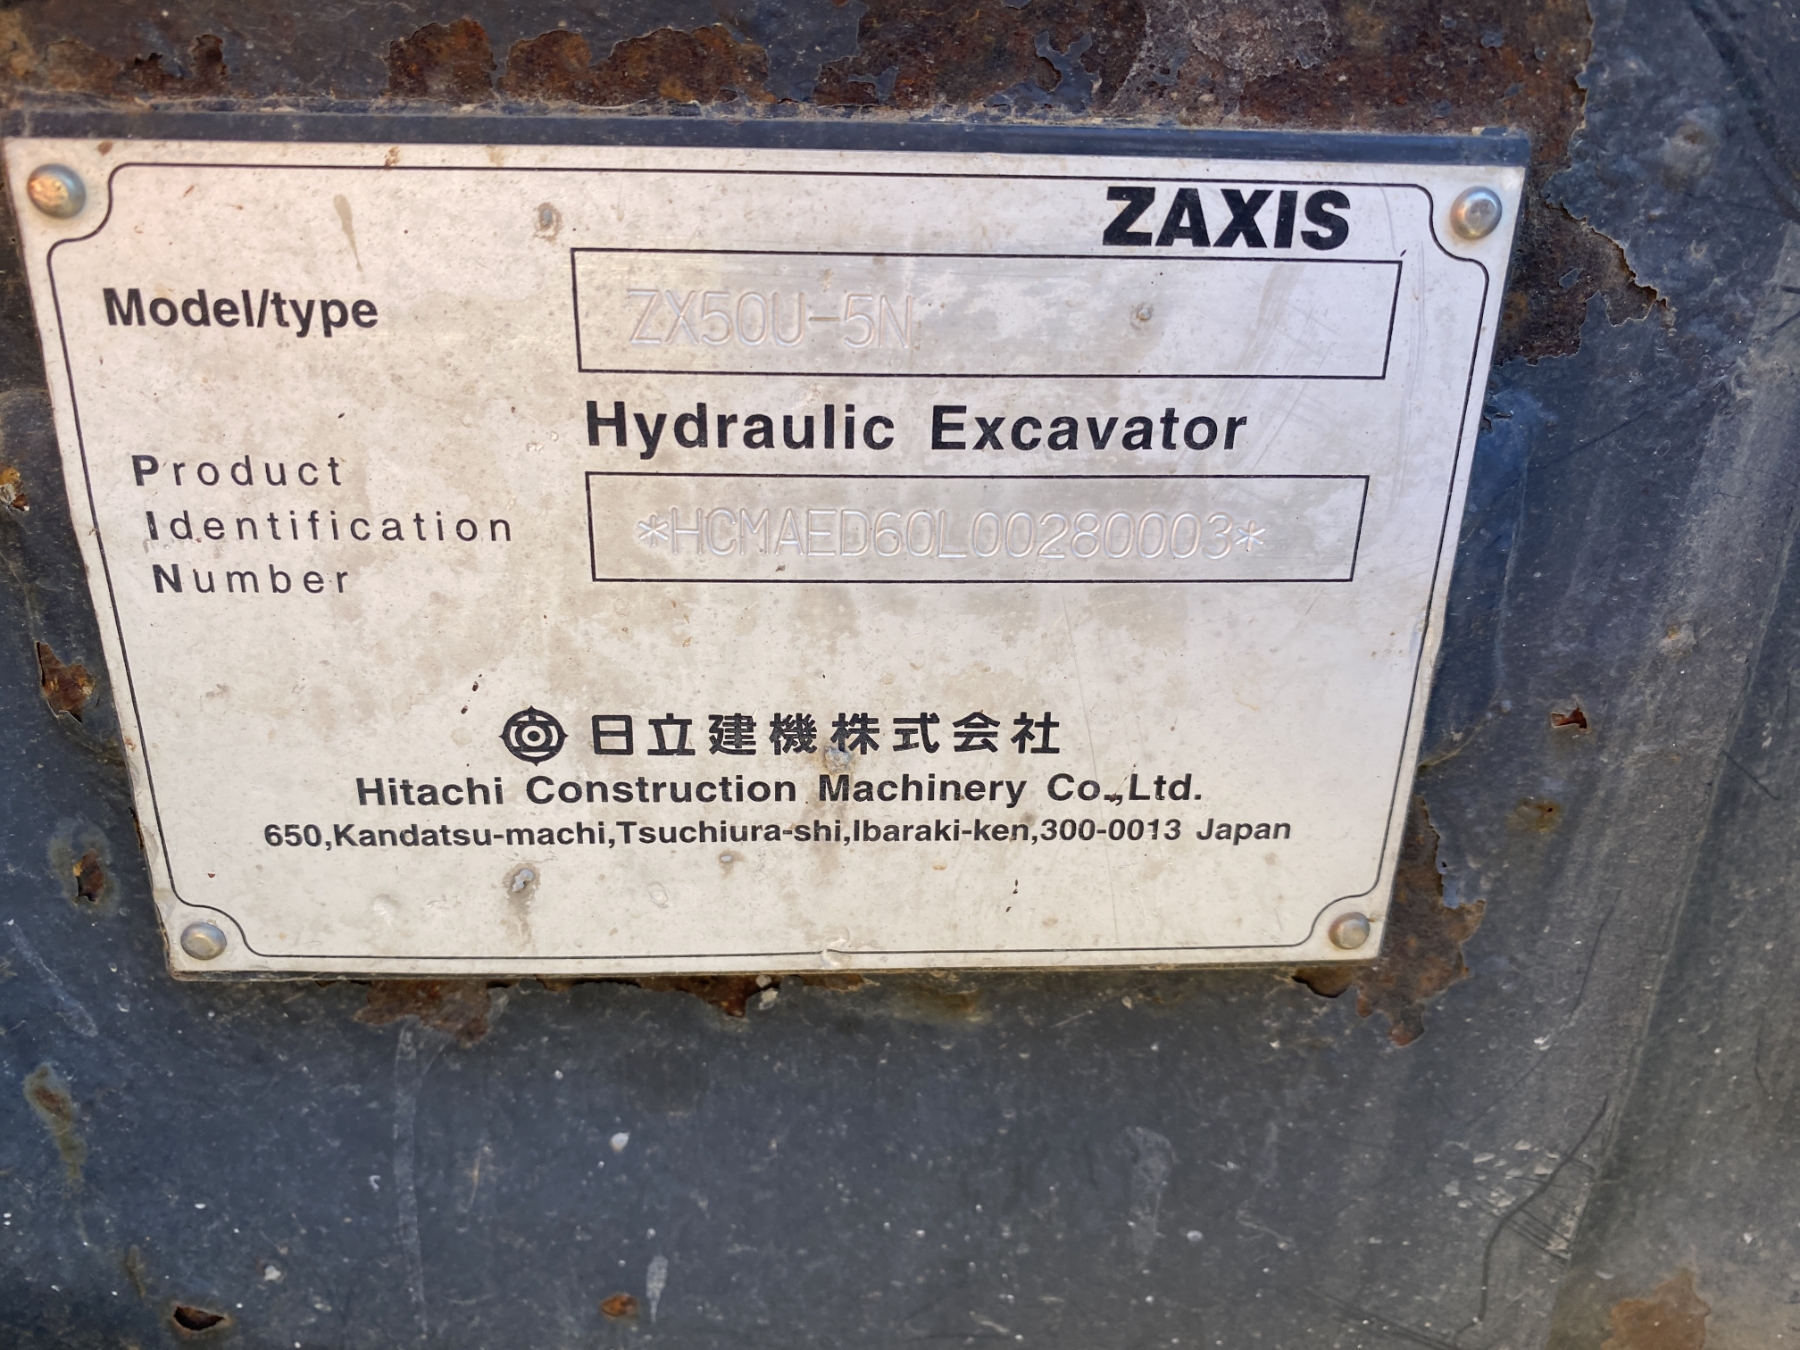 ZAXIS
Model/type ZX50U-5N
Hydraulic Excavator
Product
Identification
Number
*HCMAED60L00280003*
日立建機株式会社
Hitachi Construction Machinery Co.,Ltd.
650,Kandatsu-machi,Tsuchiura-shi,Ibaraki-ken,300-0013 Japan